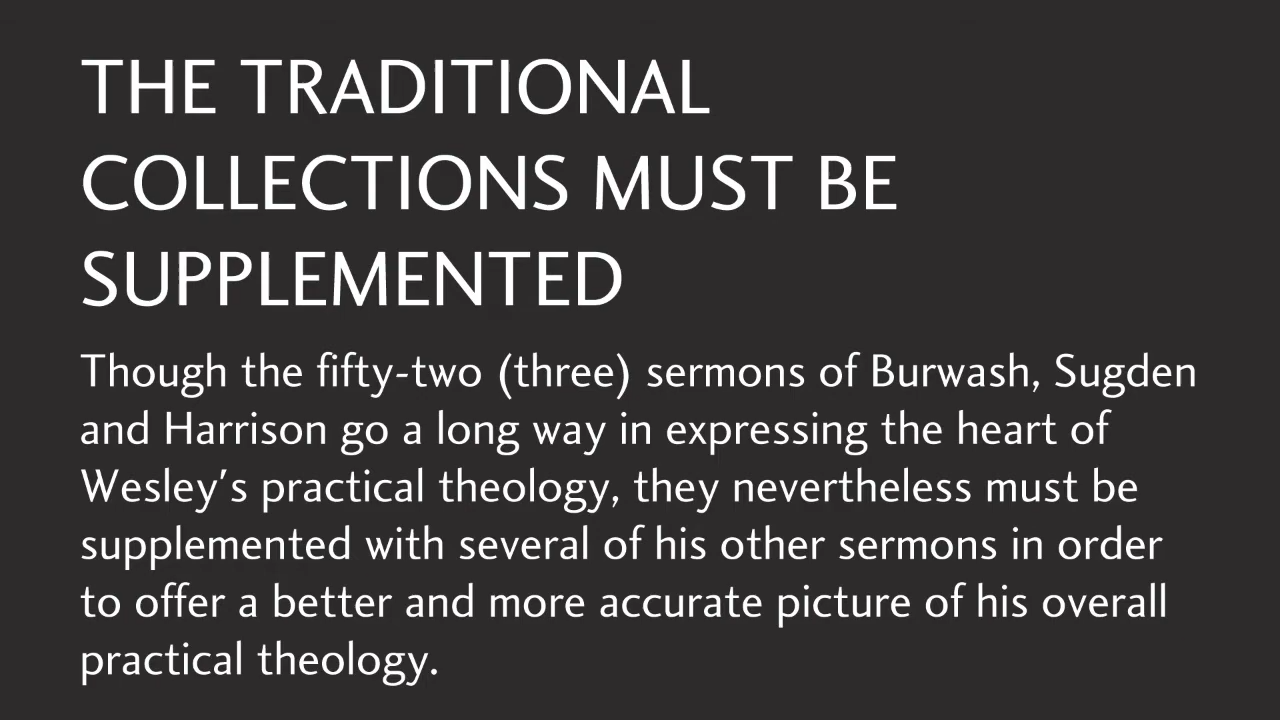 THE TRADITIONAL
COLLECTIONS MUST BE
SUPPLEMENTED
Though the fifty-two (three) sermons of Burwash, Sugden
and Harrison go a long way in expressing the heart of
Wesley's practical theology, they nevertheless must be
supplemented with several of his other sermons in order
to offer a better and more accurate picture of his overall
practical theology.